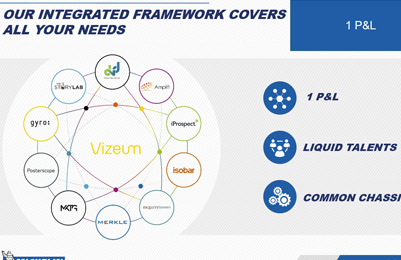 OUR INTEGRATED FRAMEWORK COVERS
ALL YOUR NEEDS
1 P&L
STORYLAB
Amplifi
gyro:
iProspect
Vizeum
Posterscope
isobar
MKTG
MERKLE
1 P&L
LIQUID TALENTS
COMMON CHASSI